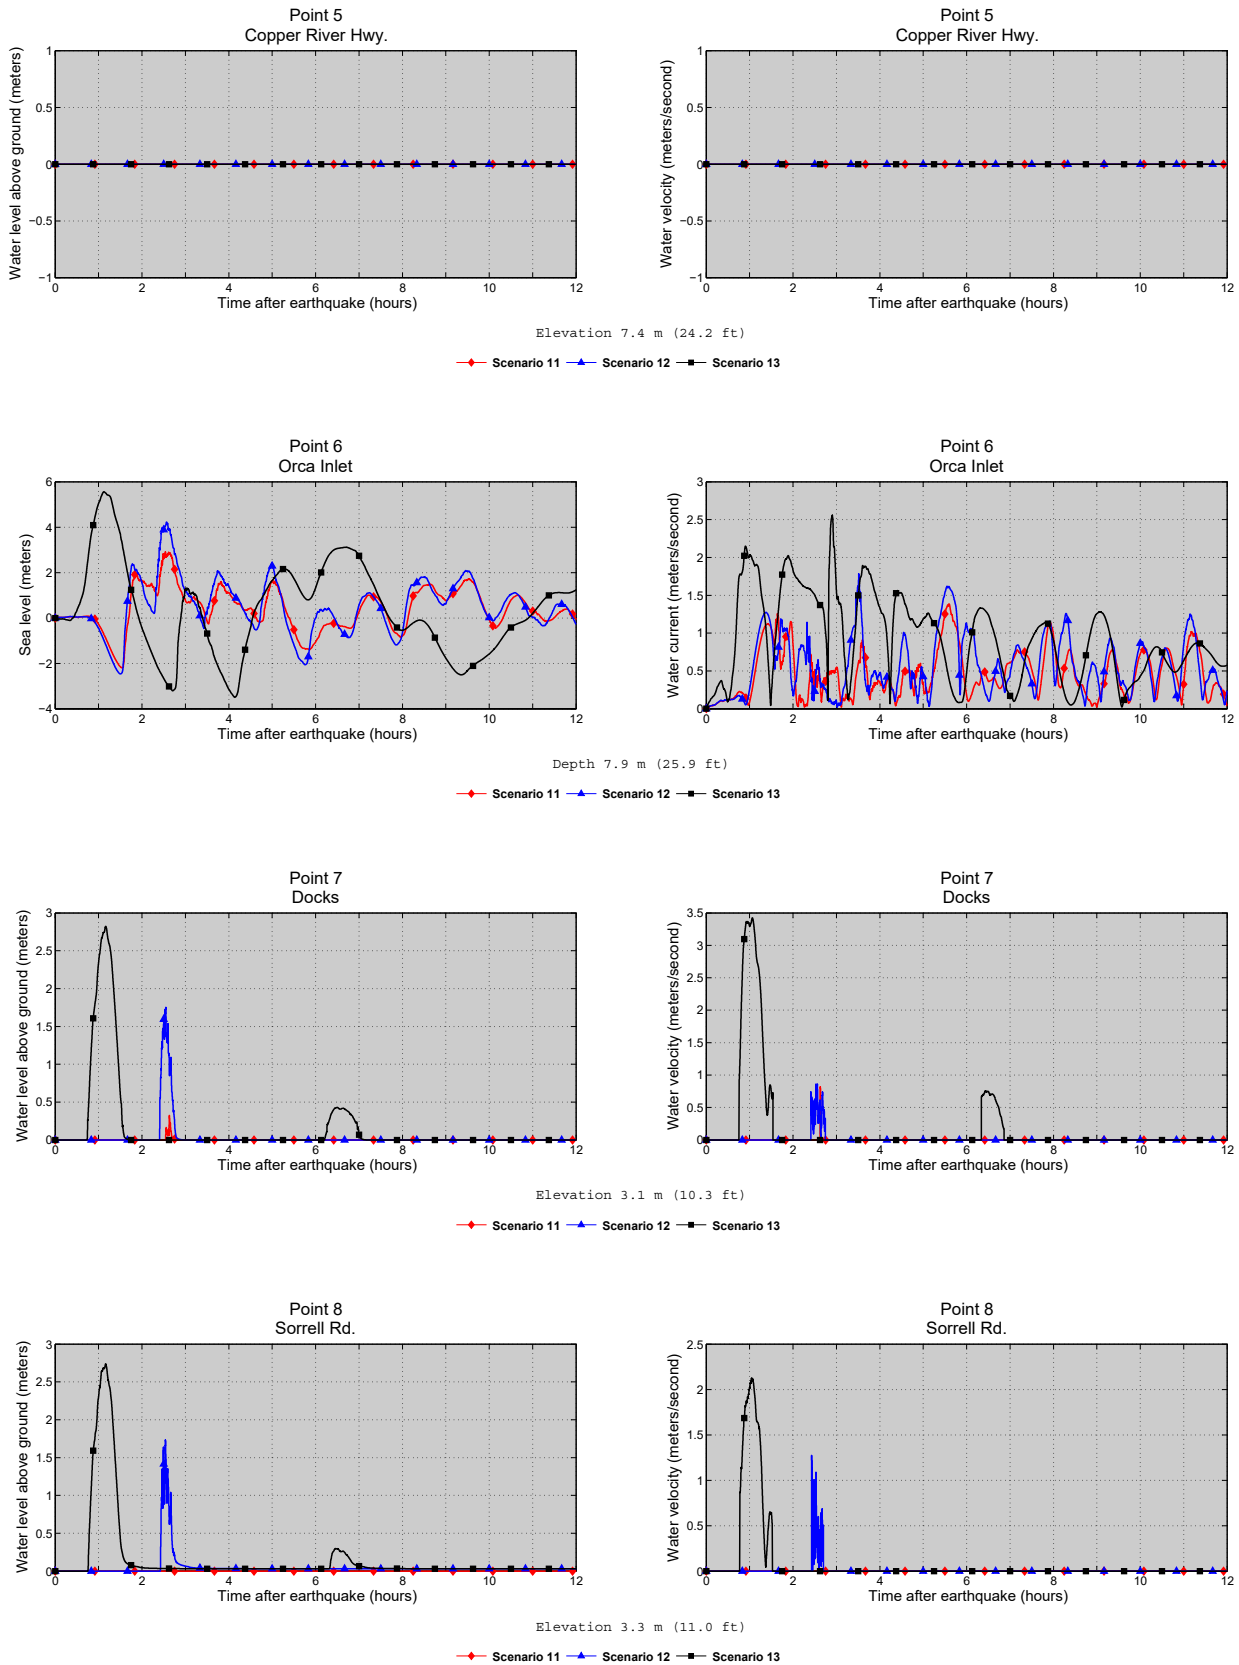 Point 5
Copper River Hwy.
Water level above ground (meters)
1
0.5
0
−0.5
−1
0 2 4 6 8 10 12
Time after earthquake (hours)
Point 5
Copper River Hwy.
Water velocity (meters/second)
1
0.5
0
−0.5
−1
0 2 4 6 8 10 12
Time after earthquake (hours)
Elevation 7.4 m (24.2 ft)
Scenario 11 Scenario 12 Scenario 13
Point 6
Orca Inlet
Sea level (meters)
6
4
2
0
−2
−4
0 2 4 6 8 10 12
Time after earthquake (hours)
Point 6
Orca Inlet
Water current (meters/second)
3
2.5
2
1.5
1
0.5
0
0 2 4 6 8 10 12
Time after earthquake (hours)
Depth 7.9 m (25.9 ft)
Scenario 11 Scenario 12 Scenario 13
Point 7
Docks
Water level above ground (meters)
3
2.5
2
1.5
1
0.5
0
0 2 4 6 8 10 12
Time after earthquake (hours)
Point 7
Docks
Water velocity (meters/second)
3.5
3
2.5
2
1.5
1
0.5
0
0 2 4 6 8 10 12
Time after earthquake (hours)
Elevation 3.1 m (10.3 ft)
Scenario 11 Scenario 12 Scenario 13
Point 8
Sorrell Rd.
Water level above ground (meters)
3
2.5
2
1.5
1
0.5
0
0 2 4 6 8 10 12
Time after earthquake (hours)
Point 8
Sorrell Rd.
Water velocity (meters/second)
2.5
2
1.5
1
0.5
0
0 2 4 6 8 10 12
Time after earthquake (hours)
Elevation 3.3 m (11.0 ft)
Scenario 11 Scenario 12 Scenario 13